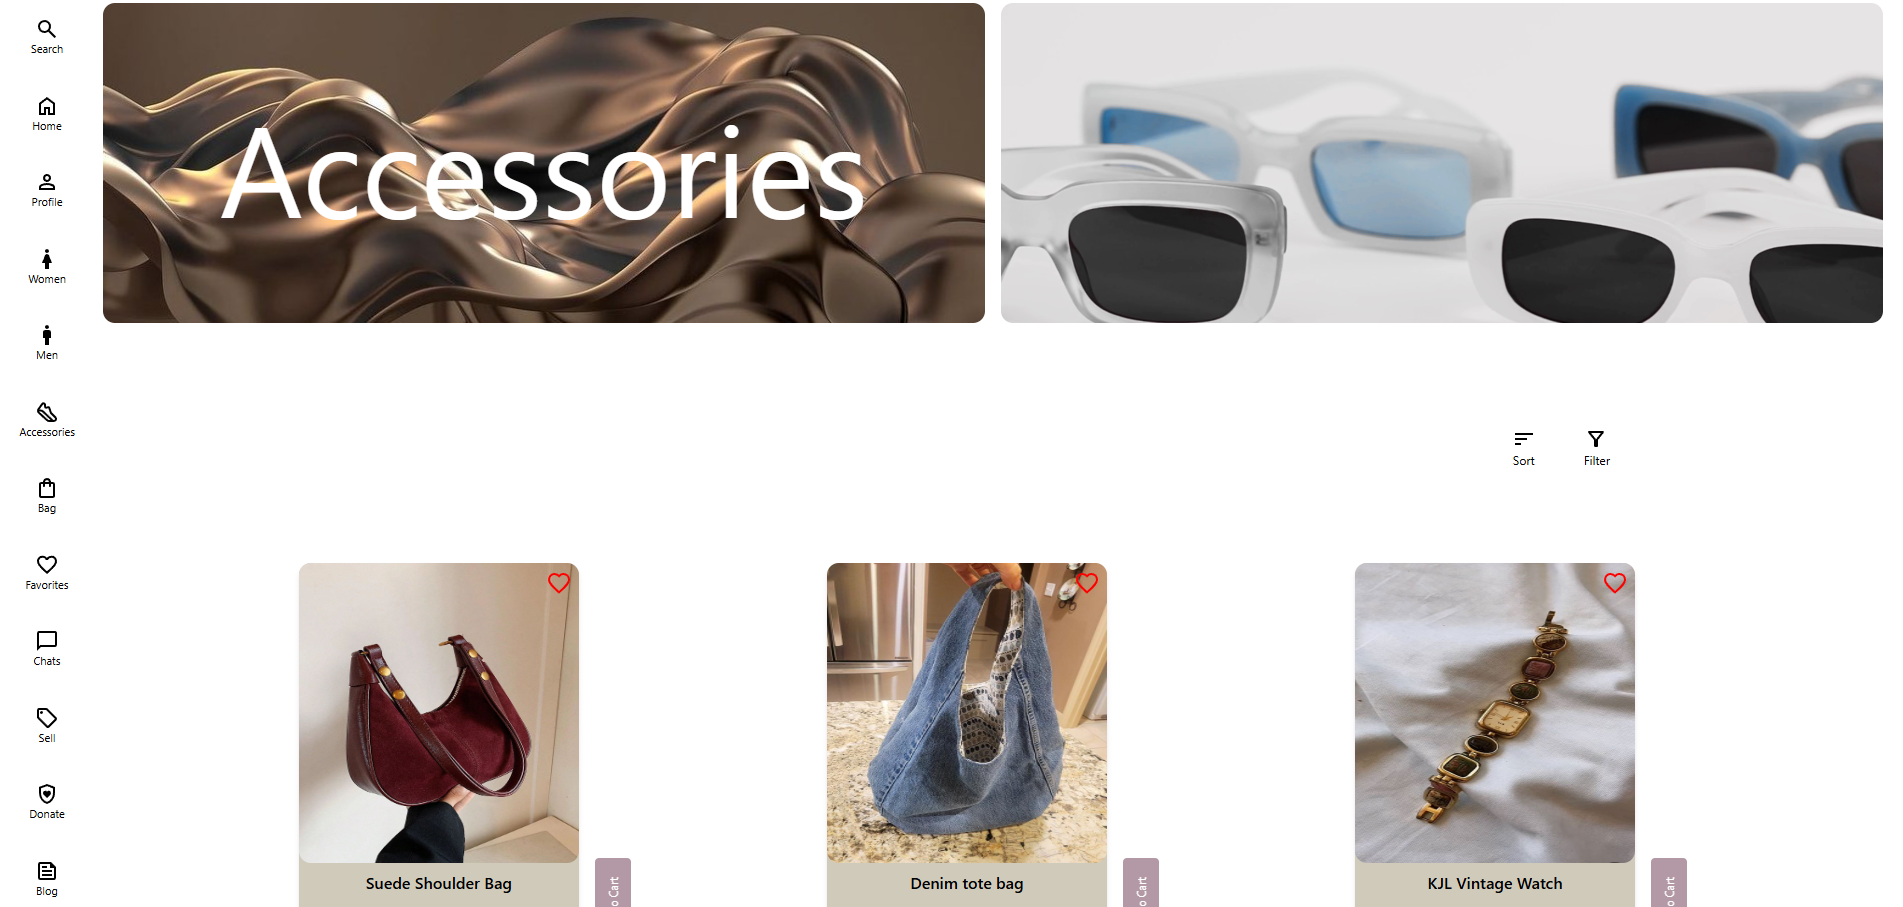 Search
Home
Profile
Women
Men
Accessories
Bag
Favorites
Chats
Sell
Donate
Blog
Accessories
Sort
Filter
Suede Shoulder Bag
o Cart
Denim tote bag
o Cart
KJL Vintage Watch
o Cart